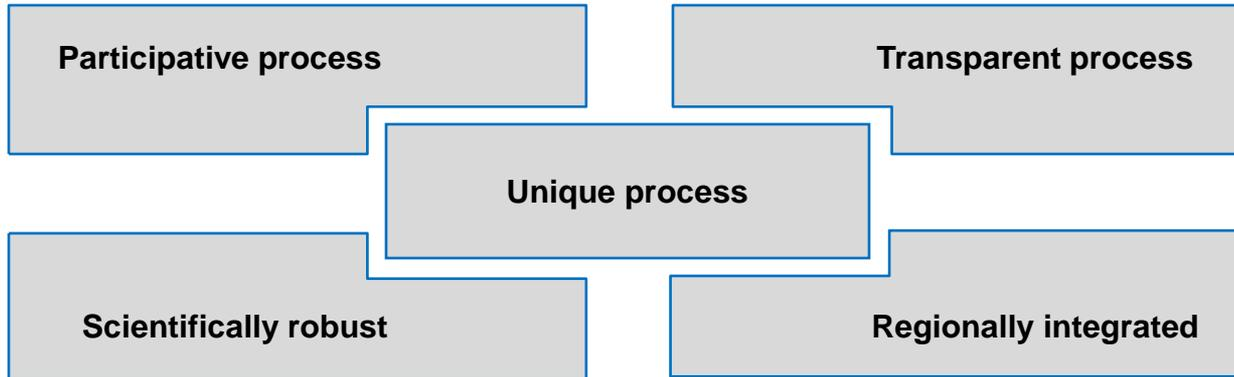 Participative process
Transparent process
Unique process
Scientifically robust
Regionally integrated